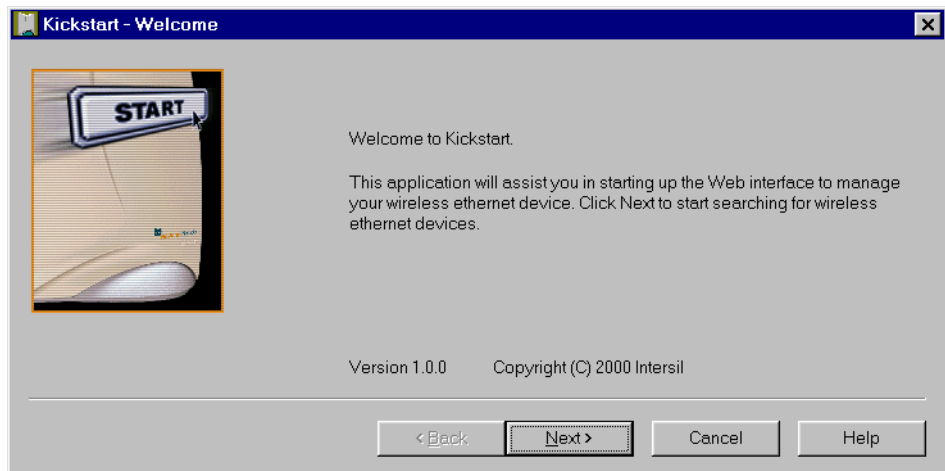 Kickstart - Welcome
START
Welcome to Kickstart.
This application will assist you in starting up the Web interface to manage
your wireless ethernet device. Click Next to start searching for wireless
ethernet devices.
Version 1.0.0 Copyright (C) 2000 Intersil
< Back Next > Cancel Help